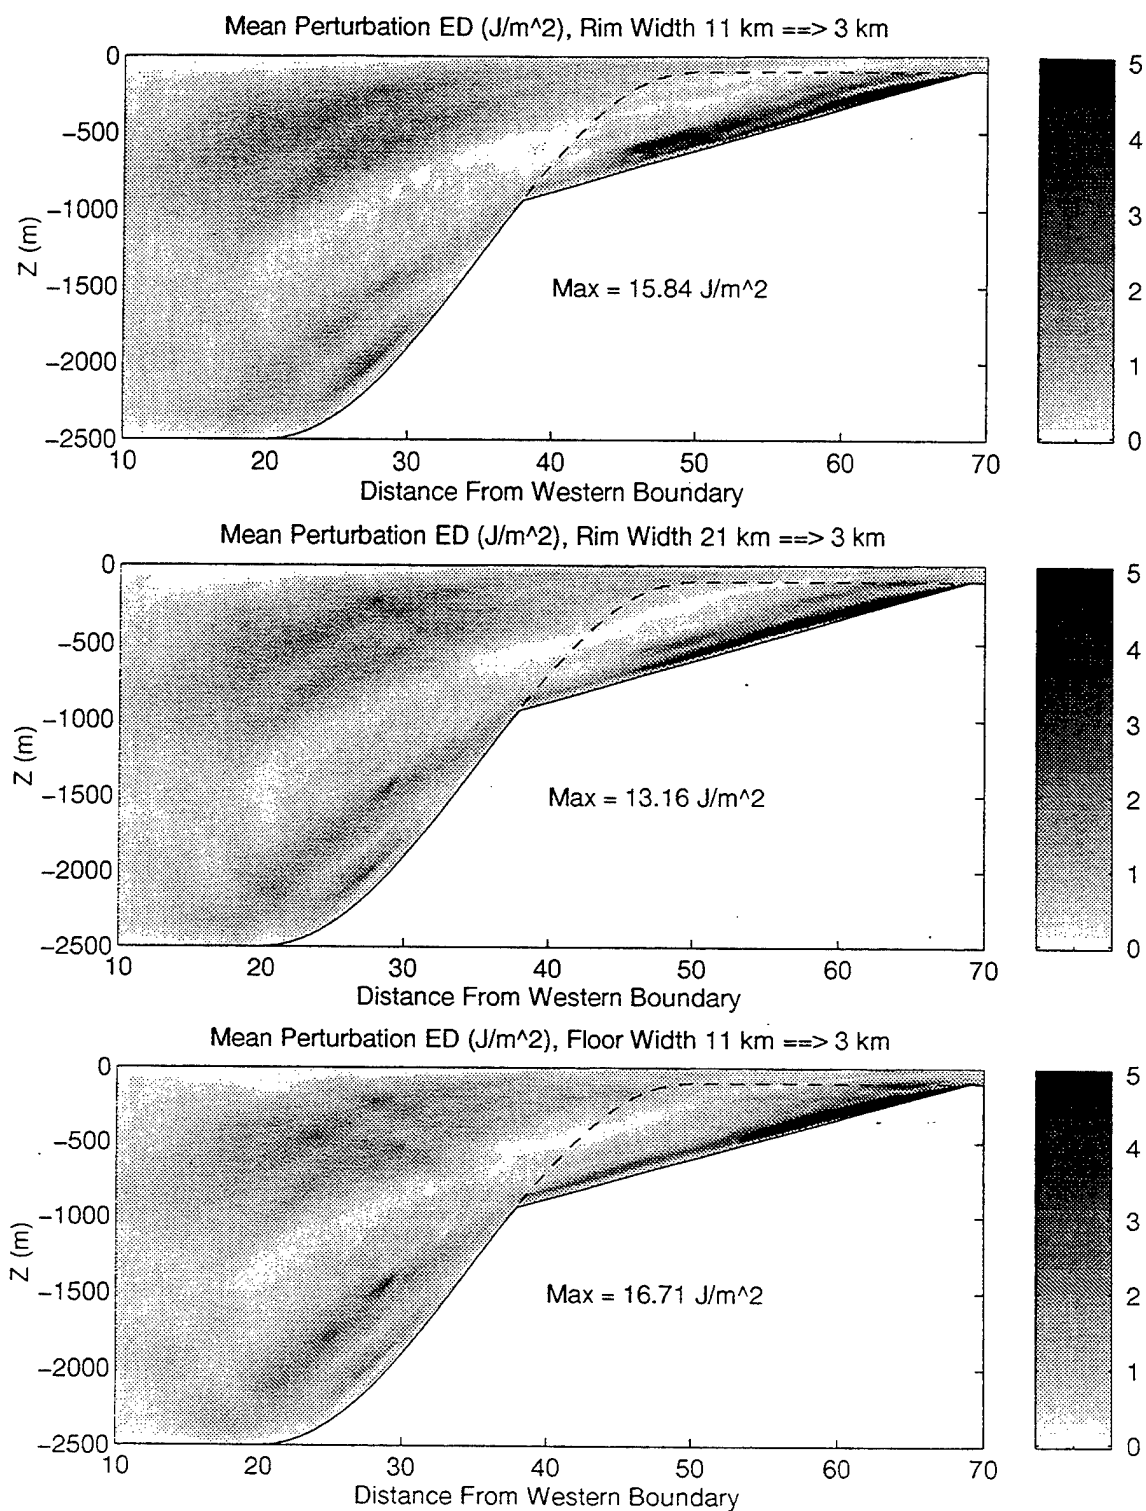 Mean Perturbation ED (J/m^2), Rim Width 11 km ==> 3 km
0
−500
−1000
−1500
−2000
−2500
Z (m)
Max = 15.84 J/m^2
10 20 30 40 50 60 70
Distance From Western Boundary
5
4
3
2
1
0
Mean Perturbation ED (J/m^2), Rim Width 21 km ==> 3 km
0
−500
−1000
−1500
−2000
−2500
Z (m)
Max = 13.16 J/m^2
10 20 30 40 50 60 70
Distance From Western Boundary
5
4
3
2
1
0
Mean Perturbation ED (J/m^2), Floor Width 11 km ==> 3 km
0
−500
−1000
−1500
−2000
−2500
Z (m)
Max = 16.71 J/m^2
10 20 30 40 50 60 70
Distance From Western Boundary
5
4
3
2
1
0